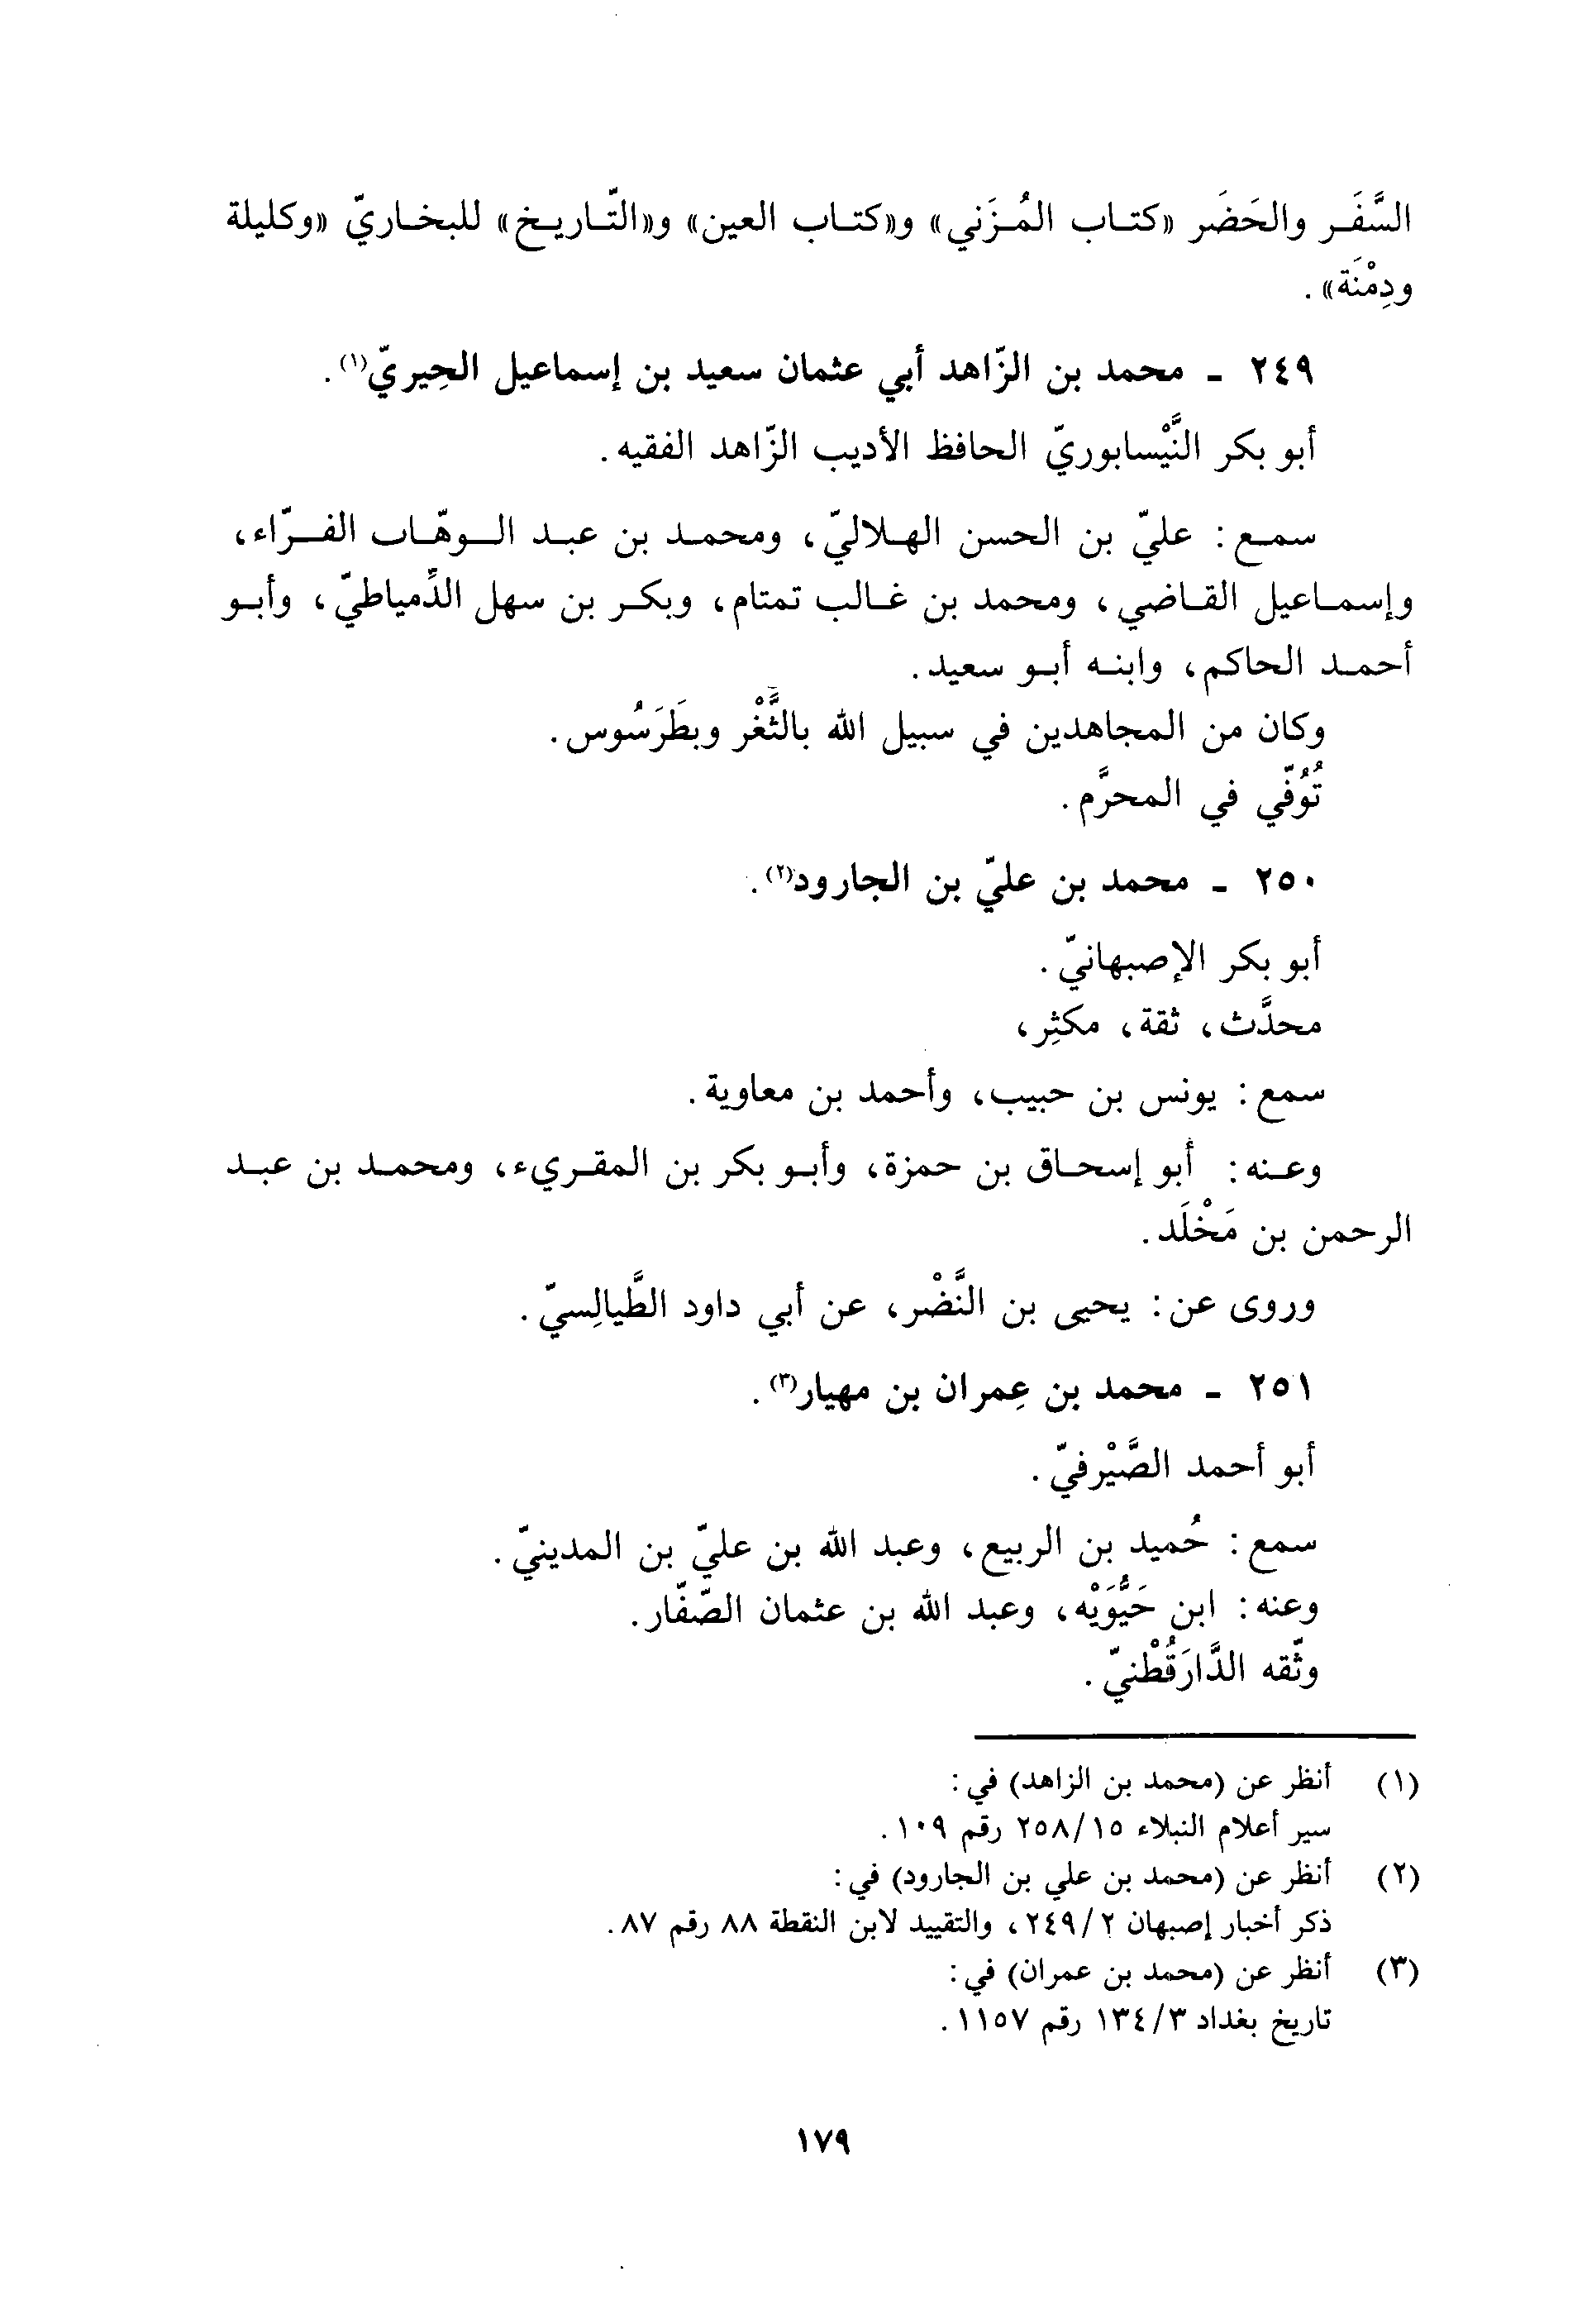 السَّفَر والحَضَر «كتاب المُزَني» و«كتاب العين» و«التّاريخ» للبخاريّ «وكليلة
ودِمْنَة».
٢٤٩ - محمد بن الزّاهد أبي عثمان سعيد بن إسماعيل الحِيريّ(١).
أبو بكر النَّيْسابوريّ الحافظ الأديب الزّاهد الفقيه.
سمع: عليّ بن الحسن الهلاليّ، ومحمد بن عبد الوهّاب الفرّاء،
وإسماعيل القاضي، ومحمد بن غالب تمتام، وبكر بن سهل الدِّمياطيّ، وأبو
أحمد الحاكم، وابنه أبو سعيد.
وكان من المجاهدين في سبيل الله بالثَّغْر وبطَرَسُوس.
تُوُفّي في المحرَّم.
٢٥٠ - محمد بن عليّ بن الجارود(٢).
أبو بكر الإصبهانيّ.
محدَّث، ثقة، مكثِر،
سمع: يونس بن حبيب، وأحمد بن معاوية.
وعنه: أبو إسحاق بن حمزة، وأبو بكر بن المقريء، ومحمد بن عبد
الرحمن بن مَخْلَد.
وروى عن: يحيى بن النَّضْر، عن أبي داود الطَّيالِسيّ.
٢٥١ - محمد بن عِمران بن مهيار(٣).
أبو أحمد الصَّيْرفيّ.
سمع: حُميد بن الربيع، وعبد الله بن عليّ بن المدينيّ.
وعنه: ابن حَيُّوَيْه، وعبد الله بن عثمان الصّفّار.
وثّقه الدَّارَقُطْنيّ.
(١) أنظر عن (محمد بن الزاهد) في:
سير أعلام النبلاء ٢٥٨/١٥ رقم ١٠٩.
(٢) أنظر عن (محمد بن علي بن الجارود) في:
ذكر أخبار إصبهان ٢٤٩/٢، والتقييد لابن النقطة ٨٨ رقم ٨٧.
(٣) أنظر عن (محمد بن عمران) في:
تاريخ بغداد ١٣٤/٣ رقم ١١٥٧.
١٧٩